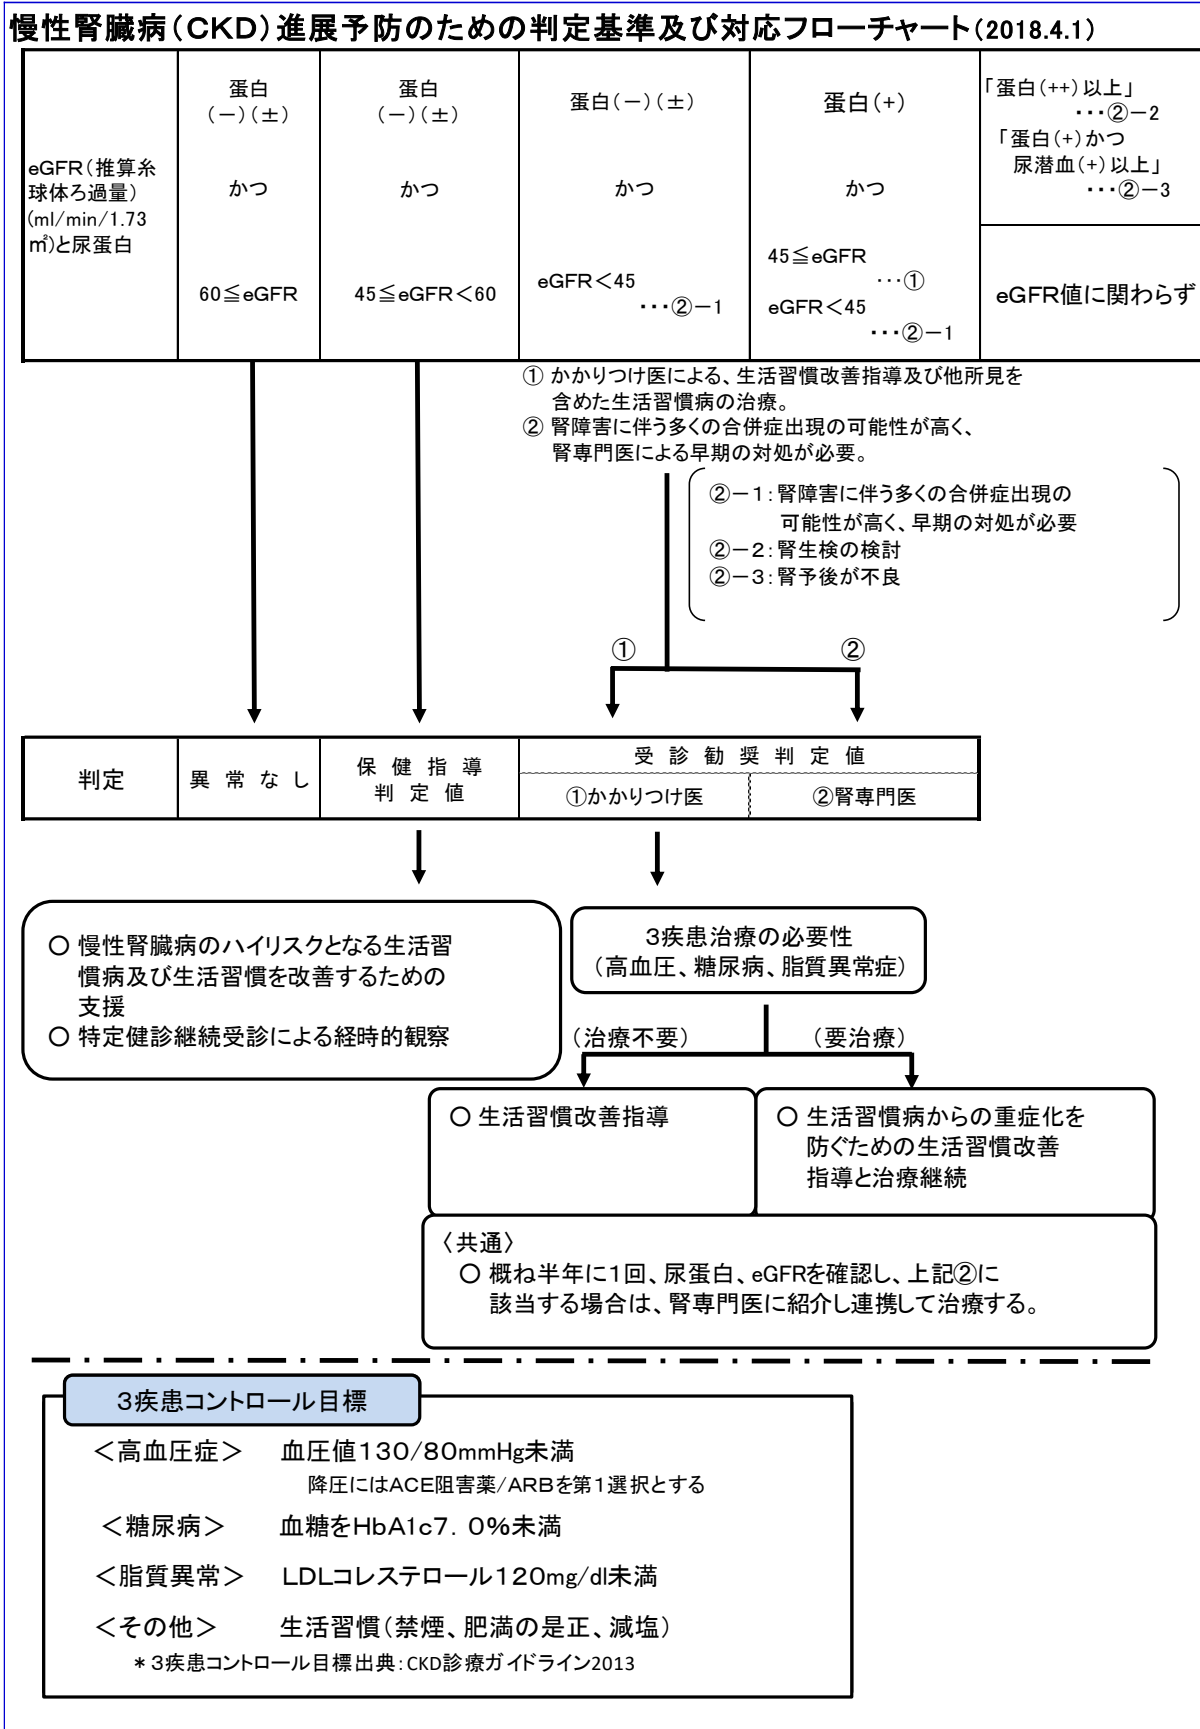 慢性腎臓病（CKD）進展予防のための判定基準及び対応フローチャート（2018.4.1）
eGFR（推算糸
球体ろ過量）
(ml/min/1.73
㎡)と尿蛋白
蛋白
（－）（±）
かつ
60≦eGFR
蛋白
（－）（±）
かつ
45≦eGFR＜60
蛋白（－）（±）
かつ
eGFR＜45
･･･②－1
蛋白（+）
かつ
45≦eGFR
･･･①
eGFR＜45
･･･②－1
「蛋白（++）以上」
･･･②－2
「蛋白（+）かつ
尿潜血（+）以上」
･･･②－3
eGFR値に関わらず
① かかりつけ医による、生活習慣改善指導及び他所見を
含めた生活習慣病の治療。
② 腎障害に伴う多くの合併症出現の可能性が高く、
腎専門医による早期の対処が必要。
②－１：腎障害に伴う多くの合併症出現の
可能性が高く、早期の対処が必要
②－２：腎生検の検討
②－３：腎予後が不良
①
②
判定
異 常 な し
保 健 指 導
判 定 値
受 診 勧 奨 判 定 値
①かかりつけ医
②腎専門医
○ 慢性腎臓病のハイリスクとなる生活習
慣病及び生活習慣を改善するための
支援
○ 特定健診継続受診による経時的観察
３疾患治療の必要性
（高血圧、糖尿病、脂質異常症）
（治療不要）
（要治療）
○ 生活習慣改善指導
○ 生活習慣病からの重症化を
防ぐための生活習慣改善
指導と治療継続
〈共通〉
○ 概ね半年に１回、尿蛋白、eGFRを確認し、上記②に
該当する場合は、腎専門医に紹介し連携して治療する。
３疾患コントロール目標
＜高血圧症＞ 血圧値１３０/８０mmHg未満
降圧にはACE阻害薬/ARBを第１選択とする
＜糖尿病＞ 血糖をHbA１c７．０％未満
＜脂質異常＞ LDLコレステロール１２０mg/dl未満
＜その他＞ 生活習慣（禁煙、肥満の是正、減塩）
＊３疾患コントロール目標出典：CKD診療ガイドライン2013